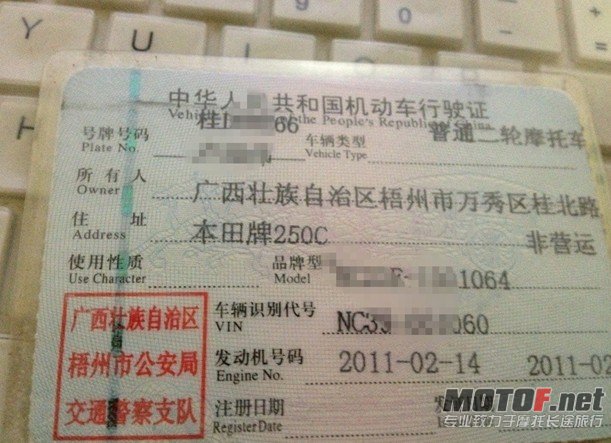 Y U
H
中华人 共和国机动车行驶证
Vehicle of the People's Republic of China
桂 66
号牌号码 车辆类型 普通二轮摩托车
Plate No. Vehicle Type
所有人 广西壮族自治区梧州市万秀区桂北路
Owner
住址 本田牌250C 非营运
Address
使用性质 品牌型
Use Character Model 1064
广西壮族自治区
梧州市公安局
交通警察支队
车辆识别代号 NC35 060
VIN
发动机号码 2011-02-14 2011-02
Engine No.
注册日期
RegisterDate
MOTOF.net
专业致力于摩托长途旅行